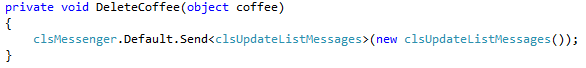 private void DeleteCoffee(object coffee)
{
clsMessenger.Default.Send<clsUpdateListMessages>(new clsUpdateListMessages());
}